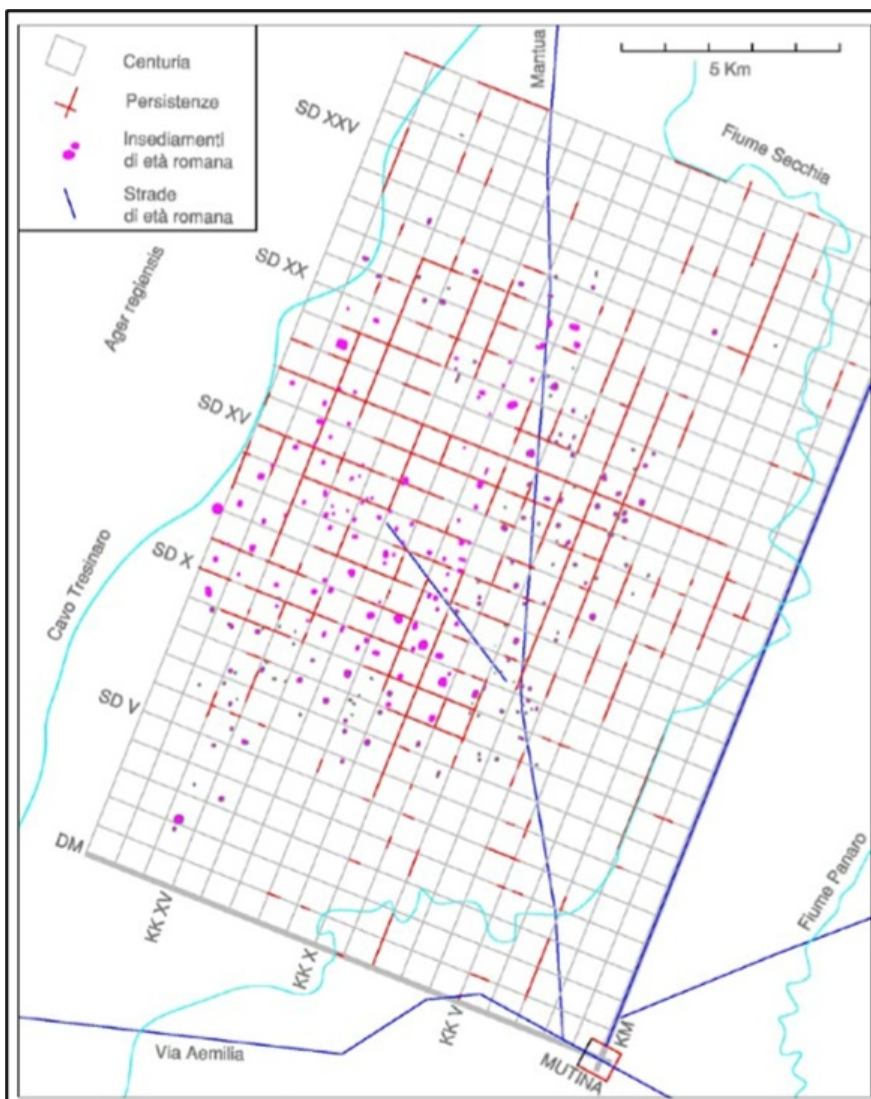 Centuria
Persistenze
Insediamenti
di età romana
Strade
di età romana
Mantua
5 Km
Fiume Secchia
SD XXV
SD XX
Ager regiensis
SD XV
SD X
Cavo Tresinaro
SD V
DM
KK XV
KK X
KK V
KM
Fiume Panaro
Via Aemilia
MUTINA